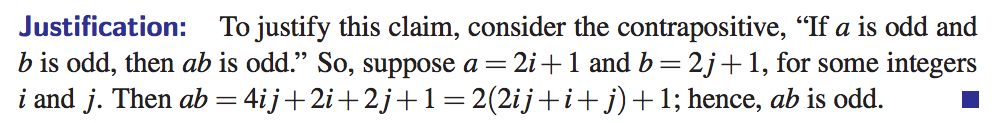 Justification: To justify this claim, consider the contrapositive, “If a is odd and
b is odd, then ab is odd.” So, suppose a = 2i+1 and b = 2j+1, for some integers
i and j. Then ab = 4ij+2i+2j+1 = 2(2ij+i+j)+1; hence, ab is odd. ■